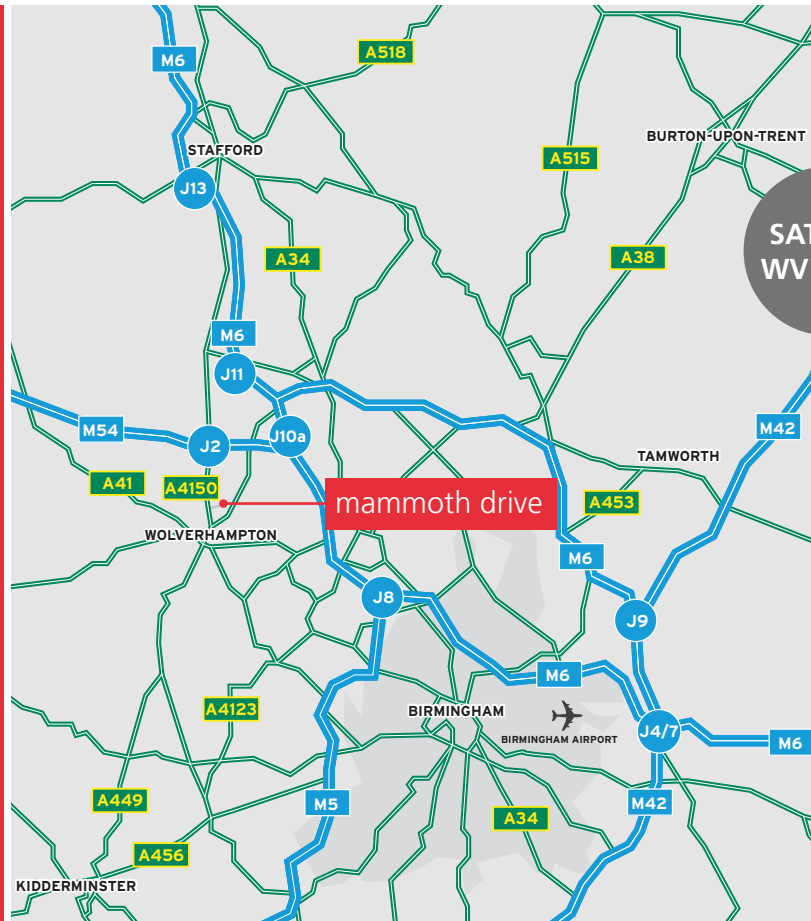 M6
A518
STAFFORD
BURTON-UPON-TRENT
A515
J13
SAT
WV
A34
A38
M6
J11
M54
J2
J10a
M42
A41
A4150
TAMWORTH
mammoth drive
A453
WOLVERHAMPTON
M6
J8
J9
M6
A4123
BIRMINGHAM
J4/7
BIRMINGHAM AIRPORT
M6
A449
M5
M42
A34
A456
KIDDERMINSTER